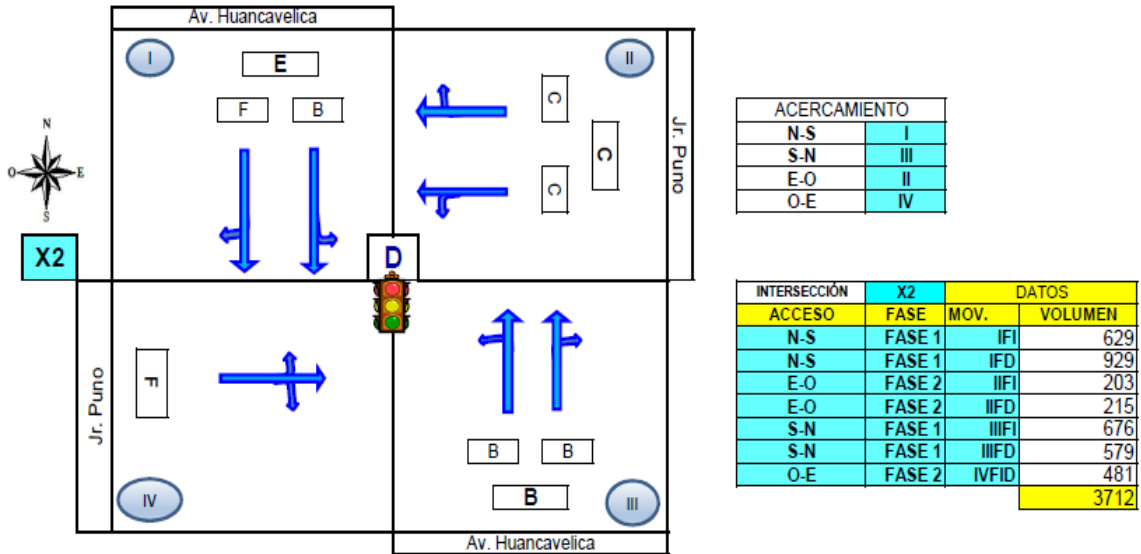 Av. Huancavelica
I
E
F
B
II
C
C
C
Jr. Puno
N
O
E
S
X2
D
Jr. Puno
F
IV
B
B
B
III
Av. Huancavelica
ACERCAMIENTO
N-S I
S-N III
E-O II
O-E IV
INTERSECCIÓN X2 DATOS
ACCESO FASE MOV. VOLUMEN
N-S FASE 1 IFI 629
N-S FASE 1 IFD 929
E-O FASE 2 IIFI 203
E-O FASE 2 IIFD 215
S-N FASE 1 IIIFI 676
S-N FASE 1 IIIFD 579
O-E FASE 2 IVFID 481
3712